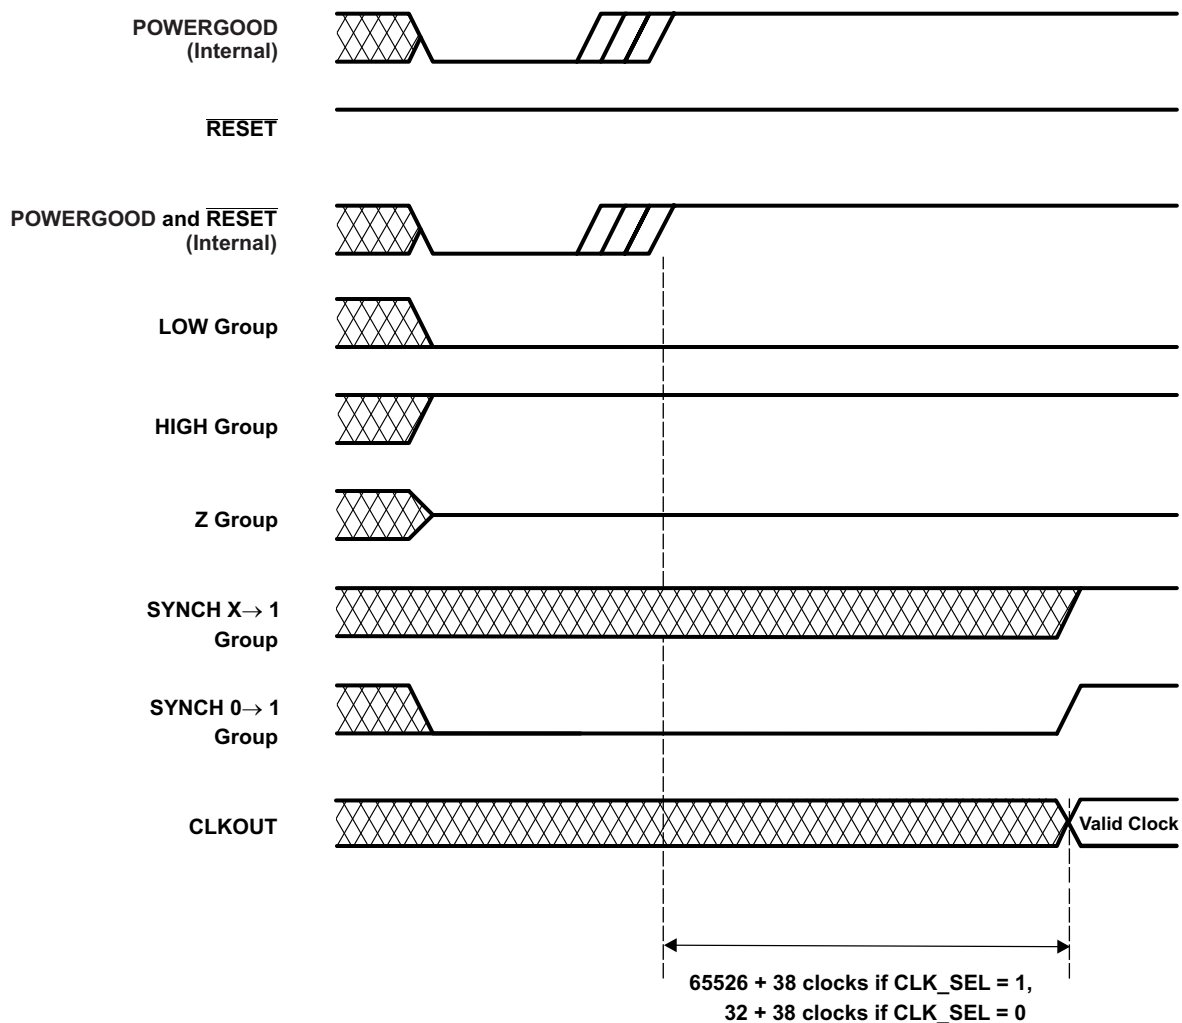 POWERGOOD
(Internal)
RESET
POWERGOOD and RESET
(Internal)
LOW Group
HIGH Group
Z Group
SYNCH X→ 1
Group
SYNCH 0→ 1
Group
CLKOUT
Valid Clock
65526 + 38 clocks if CLK_SEL = 1,
32 + 38 clocks if CLK_SEL = 0